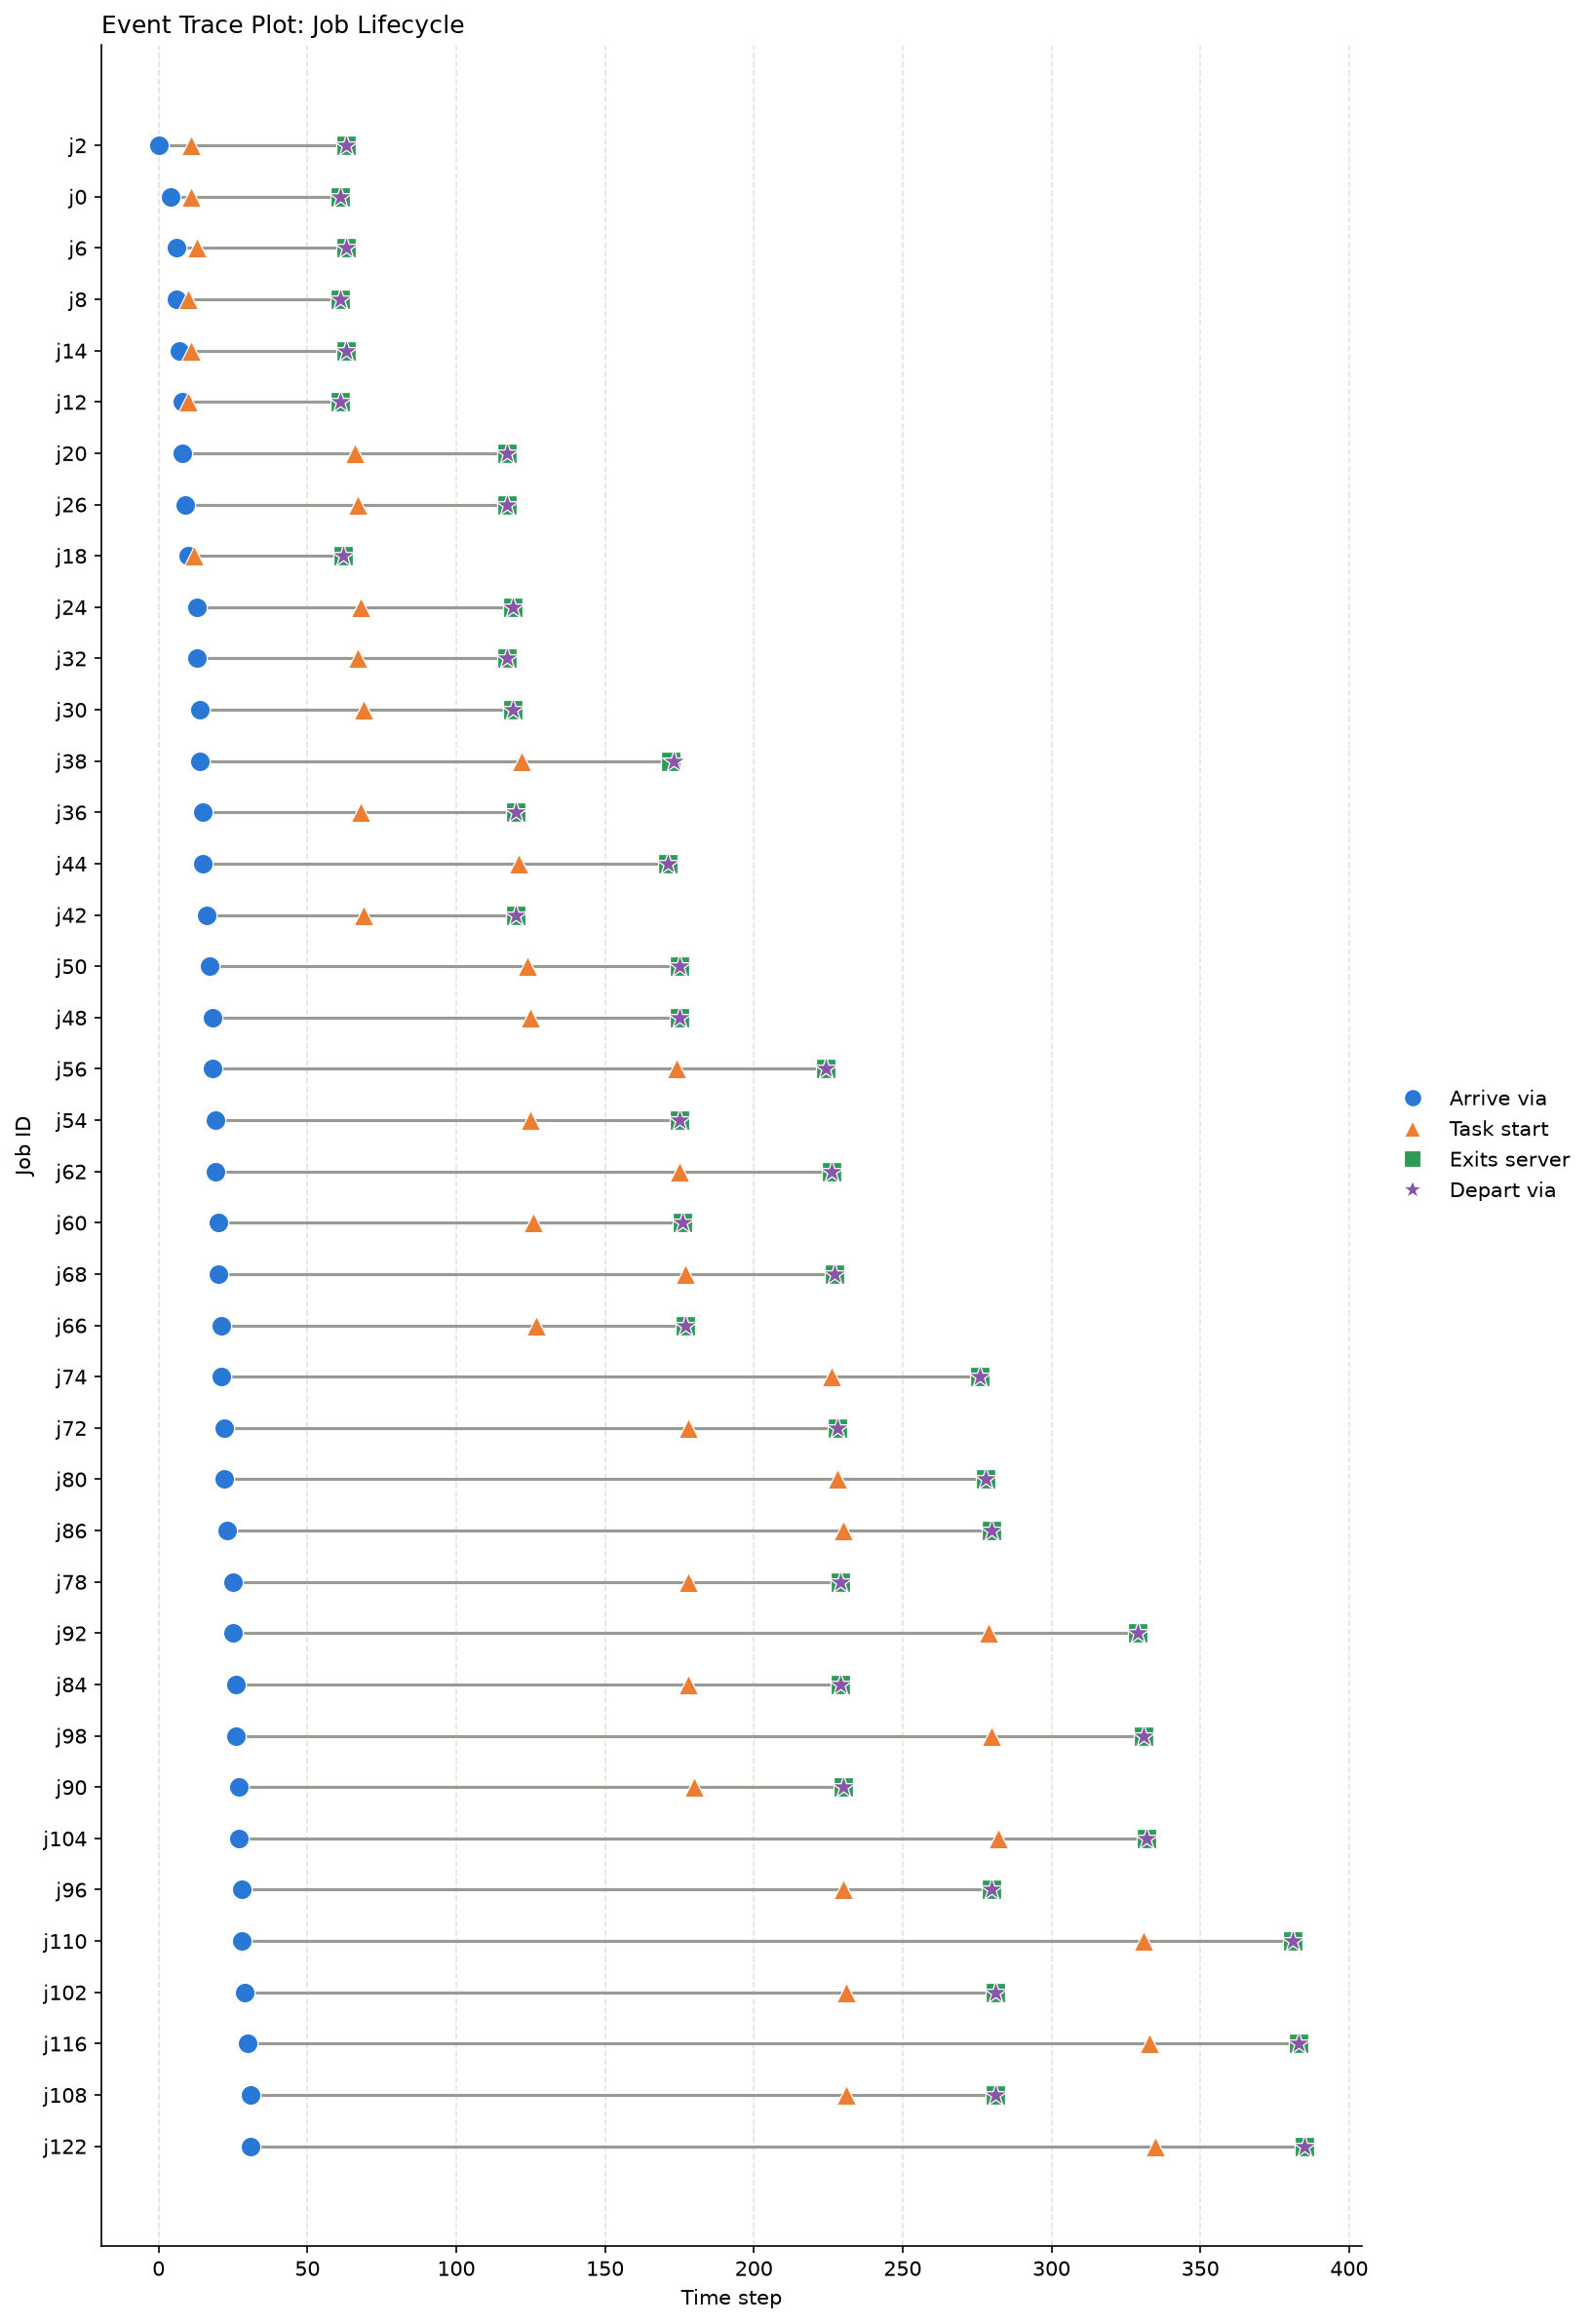 Event Trace Plot: Job Lifecycle
j2
j0
j6
j8
j14
j12
j20
j26
j18
j24
j32
j30
j38
j36
j44
j42
j50
j48
j56
j54
j62
j60
j68
j66
j74
j72
j80
j86
j78
j92
j84
j98
j90
j104
j96
j110
j102
j116
j108
j122
Job ID
0 50 100 150 200 250 300 350 400
Time step
Arrive via
Task start
Exits server
Depart via